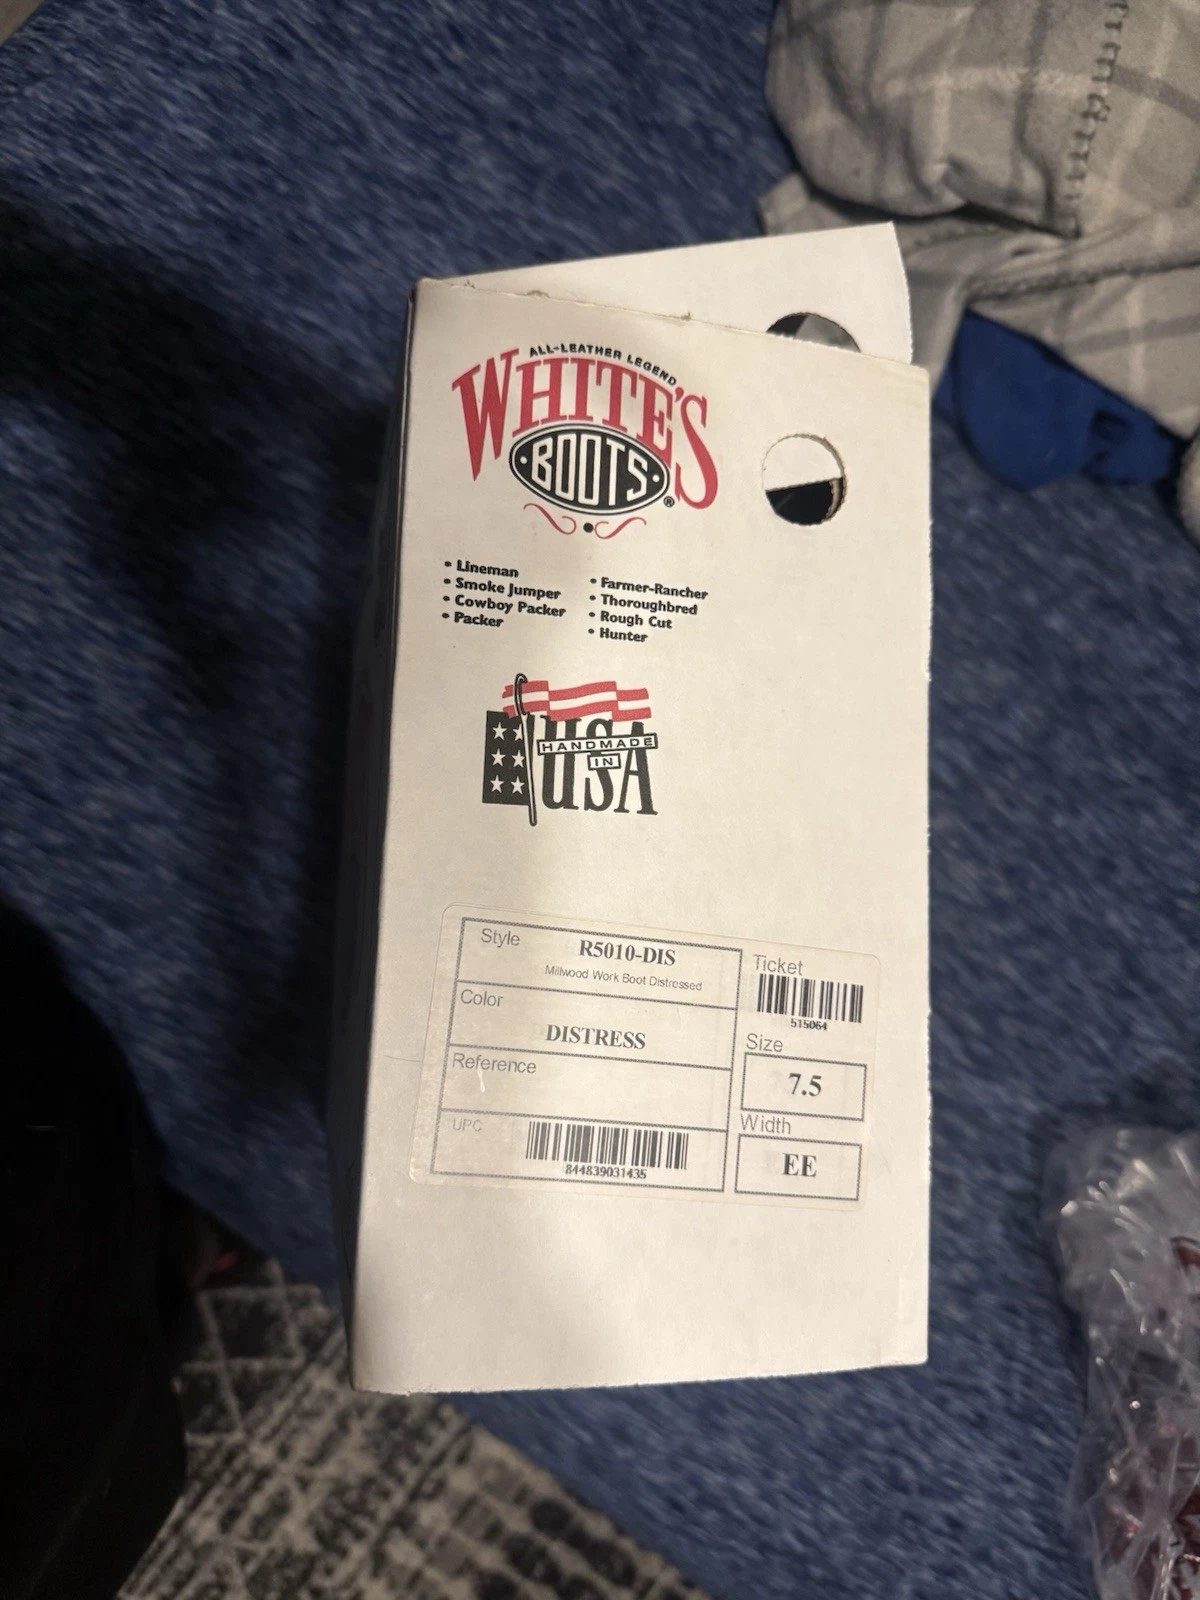 ALL-LEATHER LEGEND
WHITE'S
BOOTS
®
• Lineman
• Smoke Jumper
• Cowboy Packer
• Packer
• Farmer-Rancher
• Thoroughbred
• Rough Cut
• Hunter
HANDMADE
IN
USA
Style
R5010-DIS
Millwood Work Boot Distressed
Color
DISTRESS
Reference
UPC
844839031435
Ticket
515064
Size
7.5
Width
EE